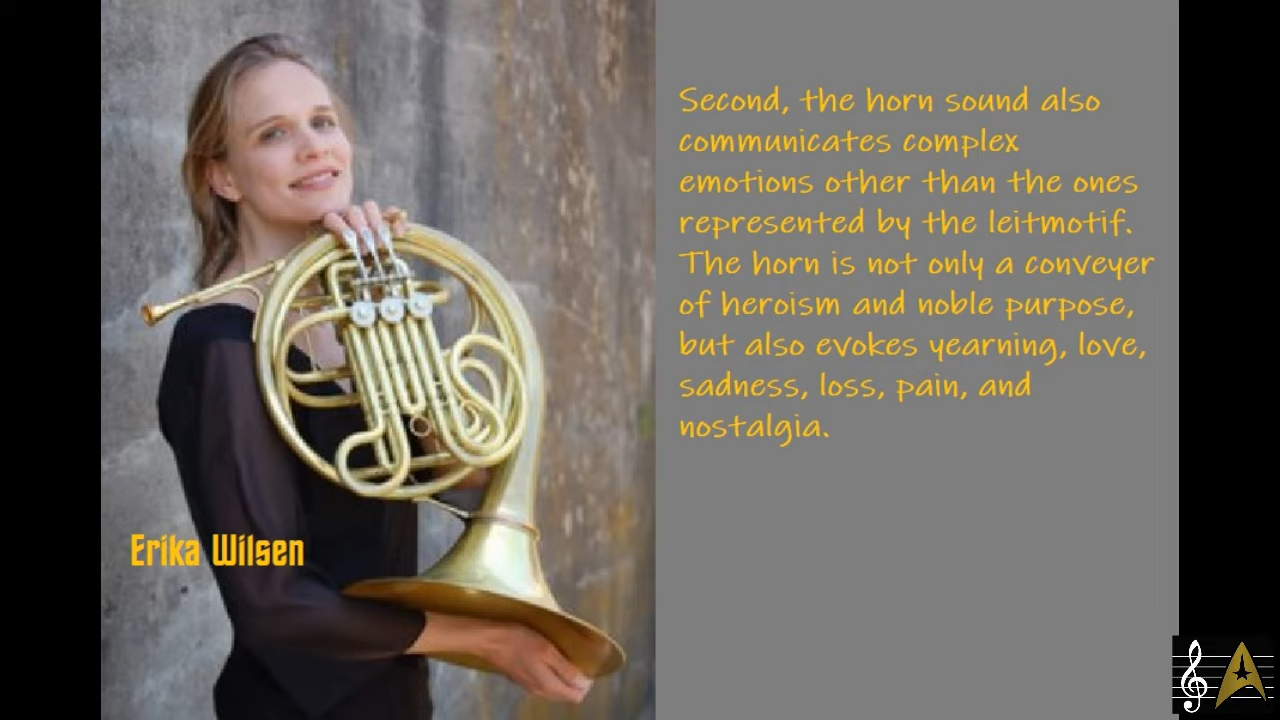 Second, the horn sound also
communicates complex
emotions other than the ones
represented by the leitmotif.
The horn is not only a conveyer
of heroism and noble purpose,
but also evokes yearning, love,
sadness, loss, pain, and
nostalgia.
Erika Wilsen